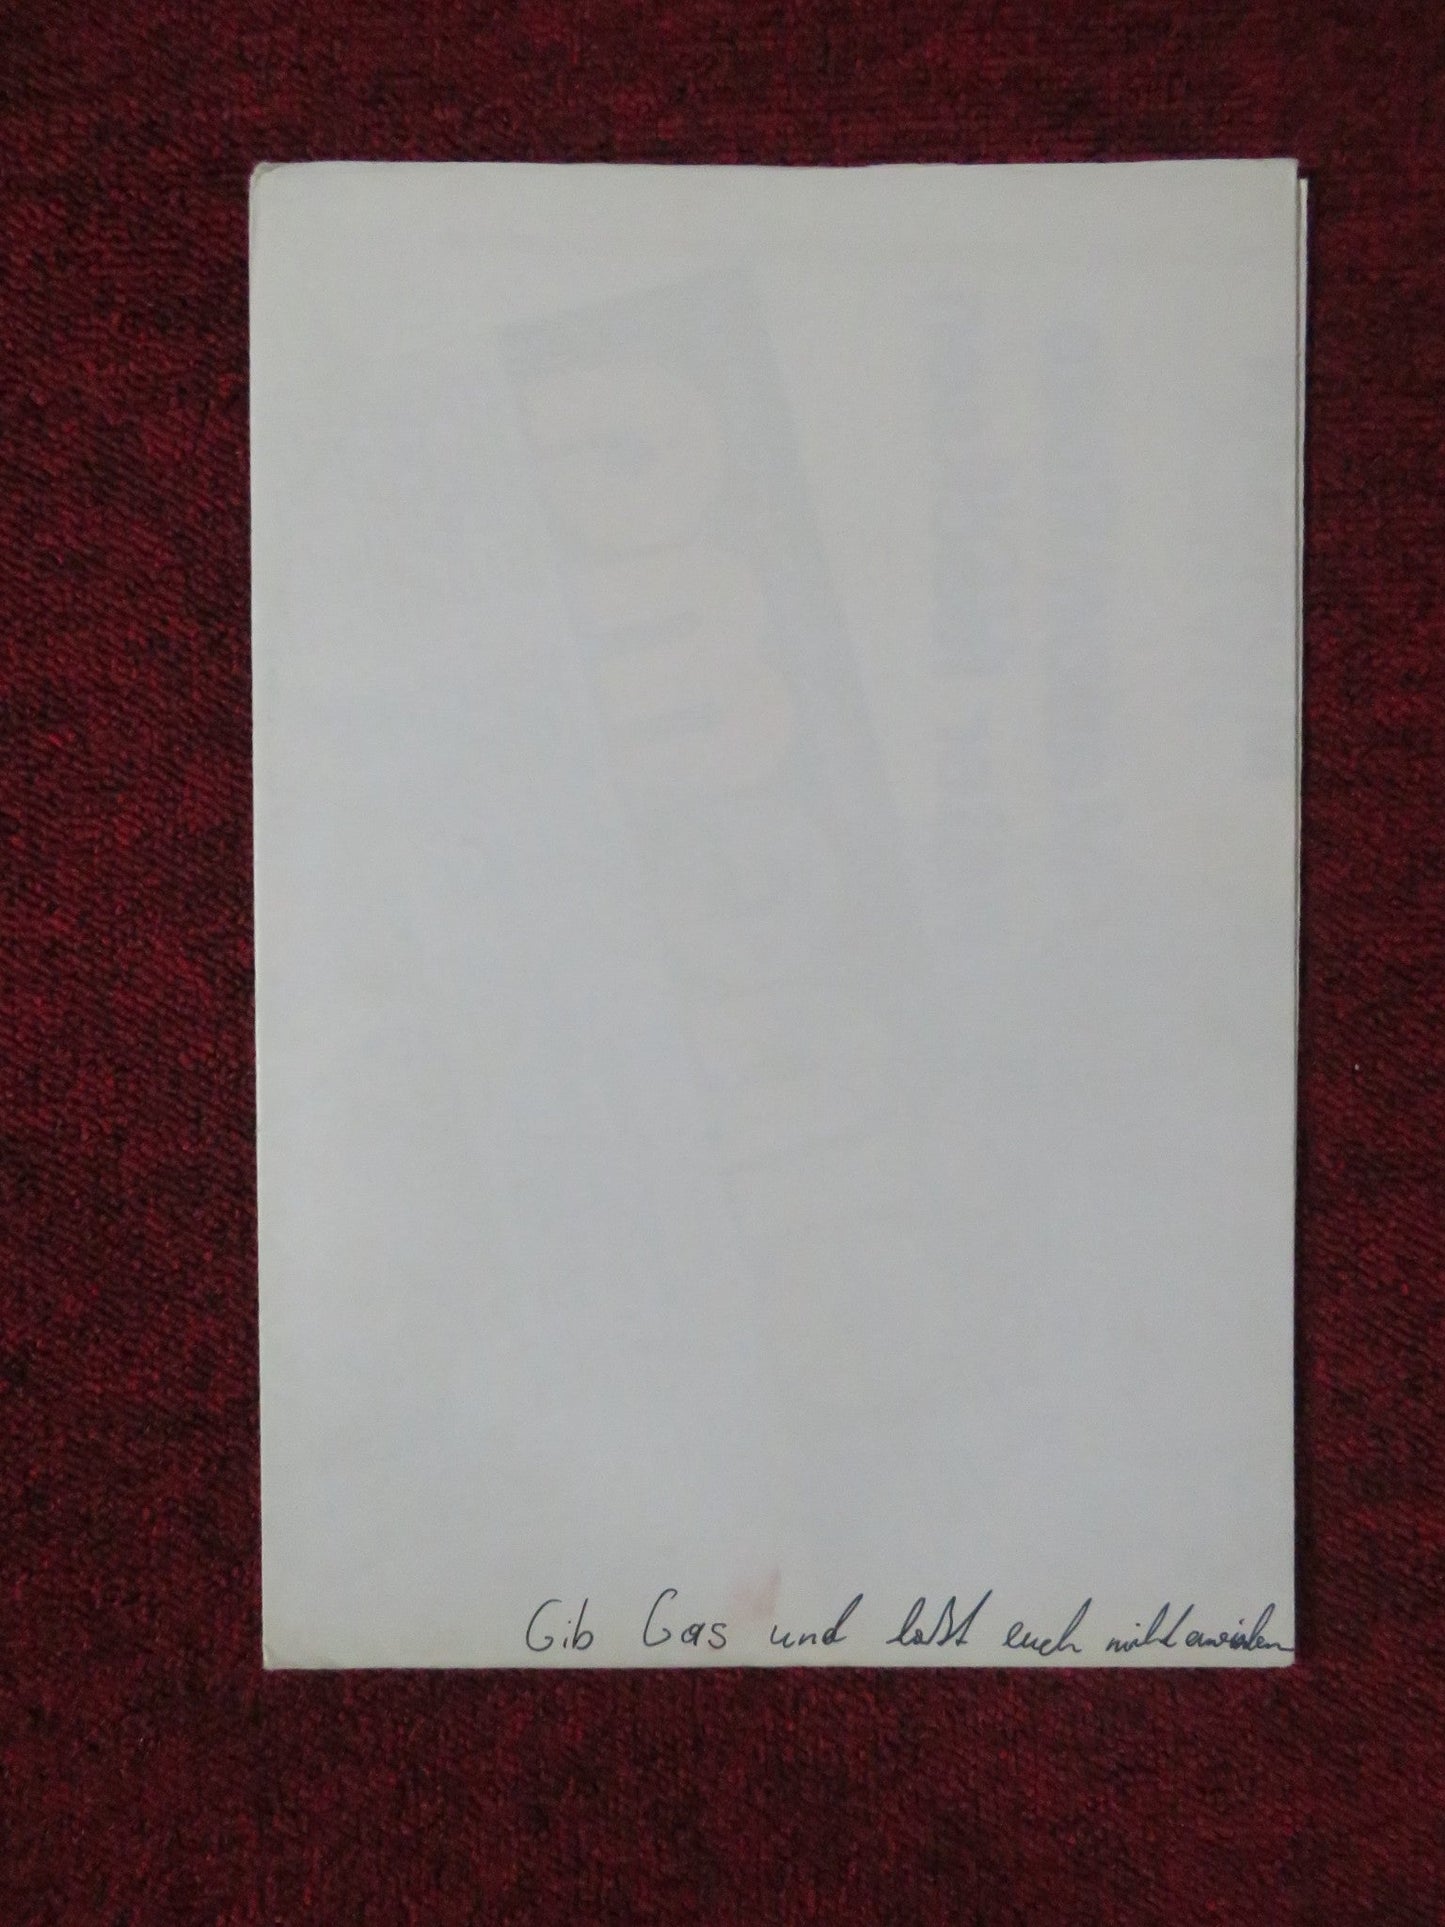 Gib Gas und laßt euch nicht erwischen